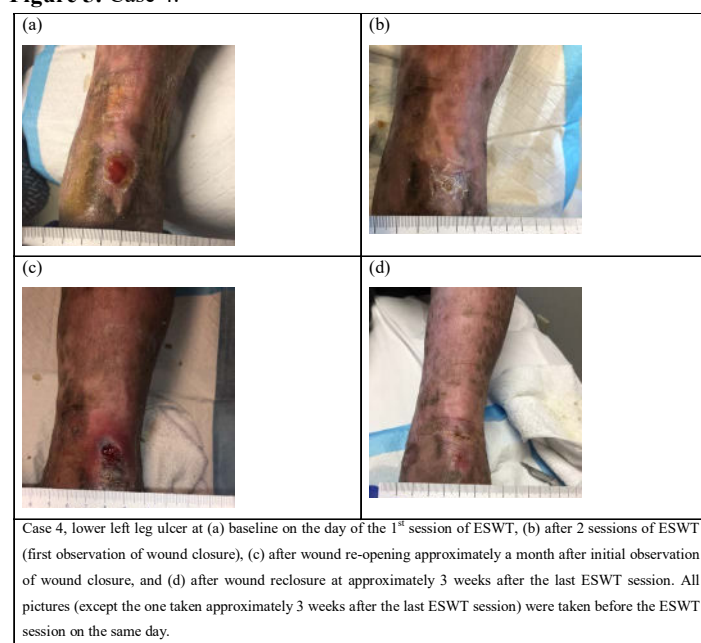 (a)
(b)
(c)
(d)
Case 4, lower left leg ulcer at (a) baseline on the day of the 1st session of ESWT, (b) after 2 sessions of ESWT
(first observation of wound closure), (c) after wound re-opening approximately a month after initial observation
of wound closure, and (d) after wound reclosure at approximately 3 weeks after the last ESWT session. All
pictures (except the one taken approximately 3 weeks after the last ESWT session) were taken before the ESWT
session on the same day.